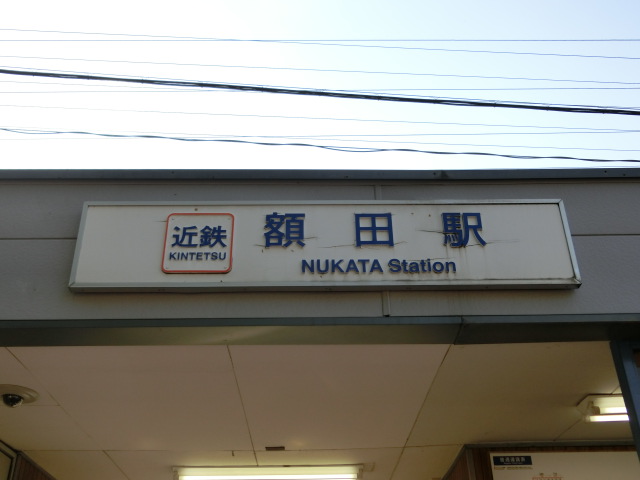 近鉄
KINTETSU
額田駅
NUKATA Station